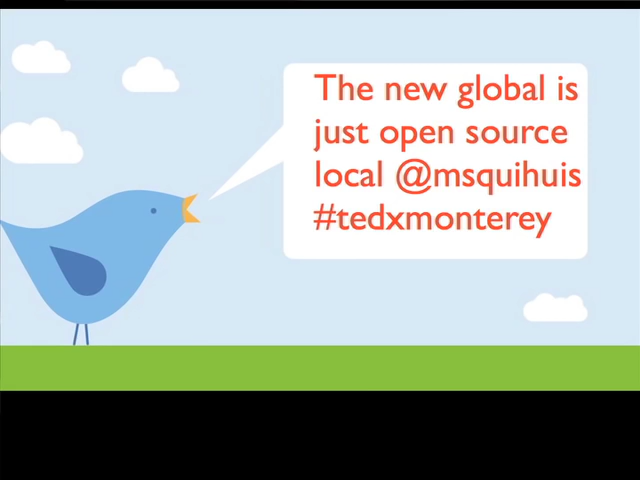 The new global is
just open source
local @msquihuis
#tedxmonterey